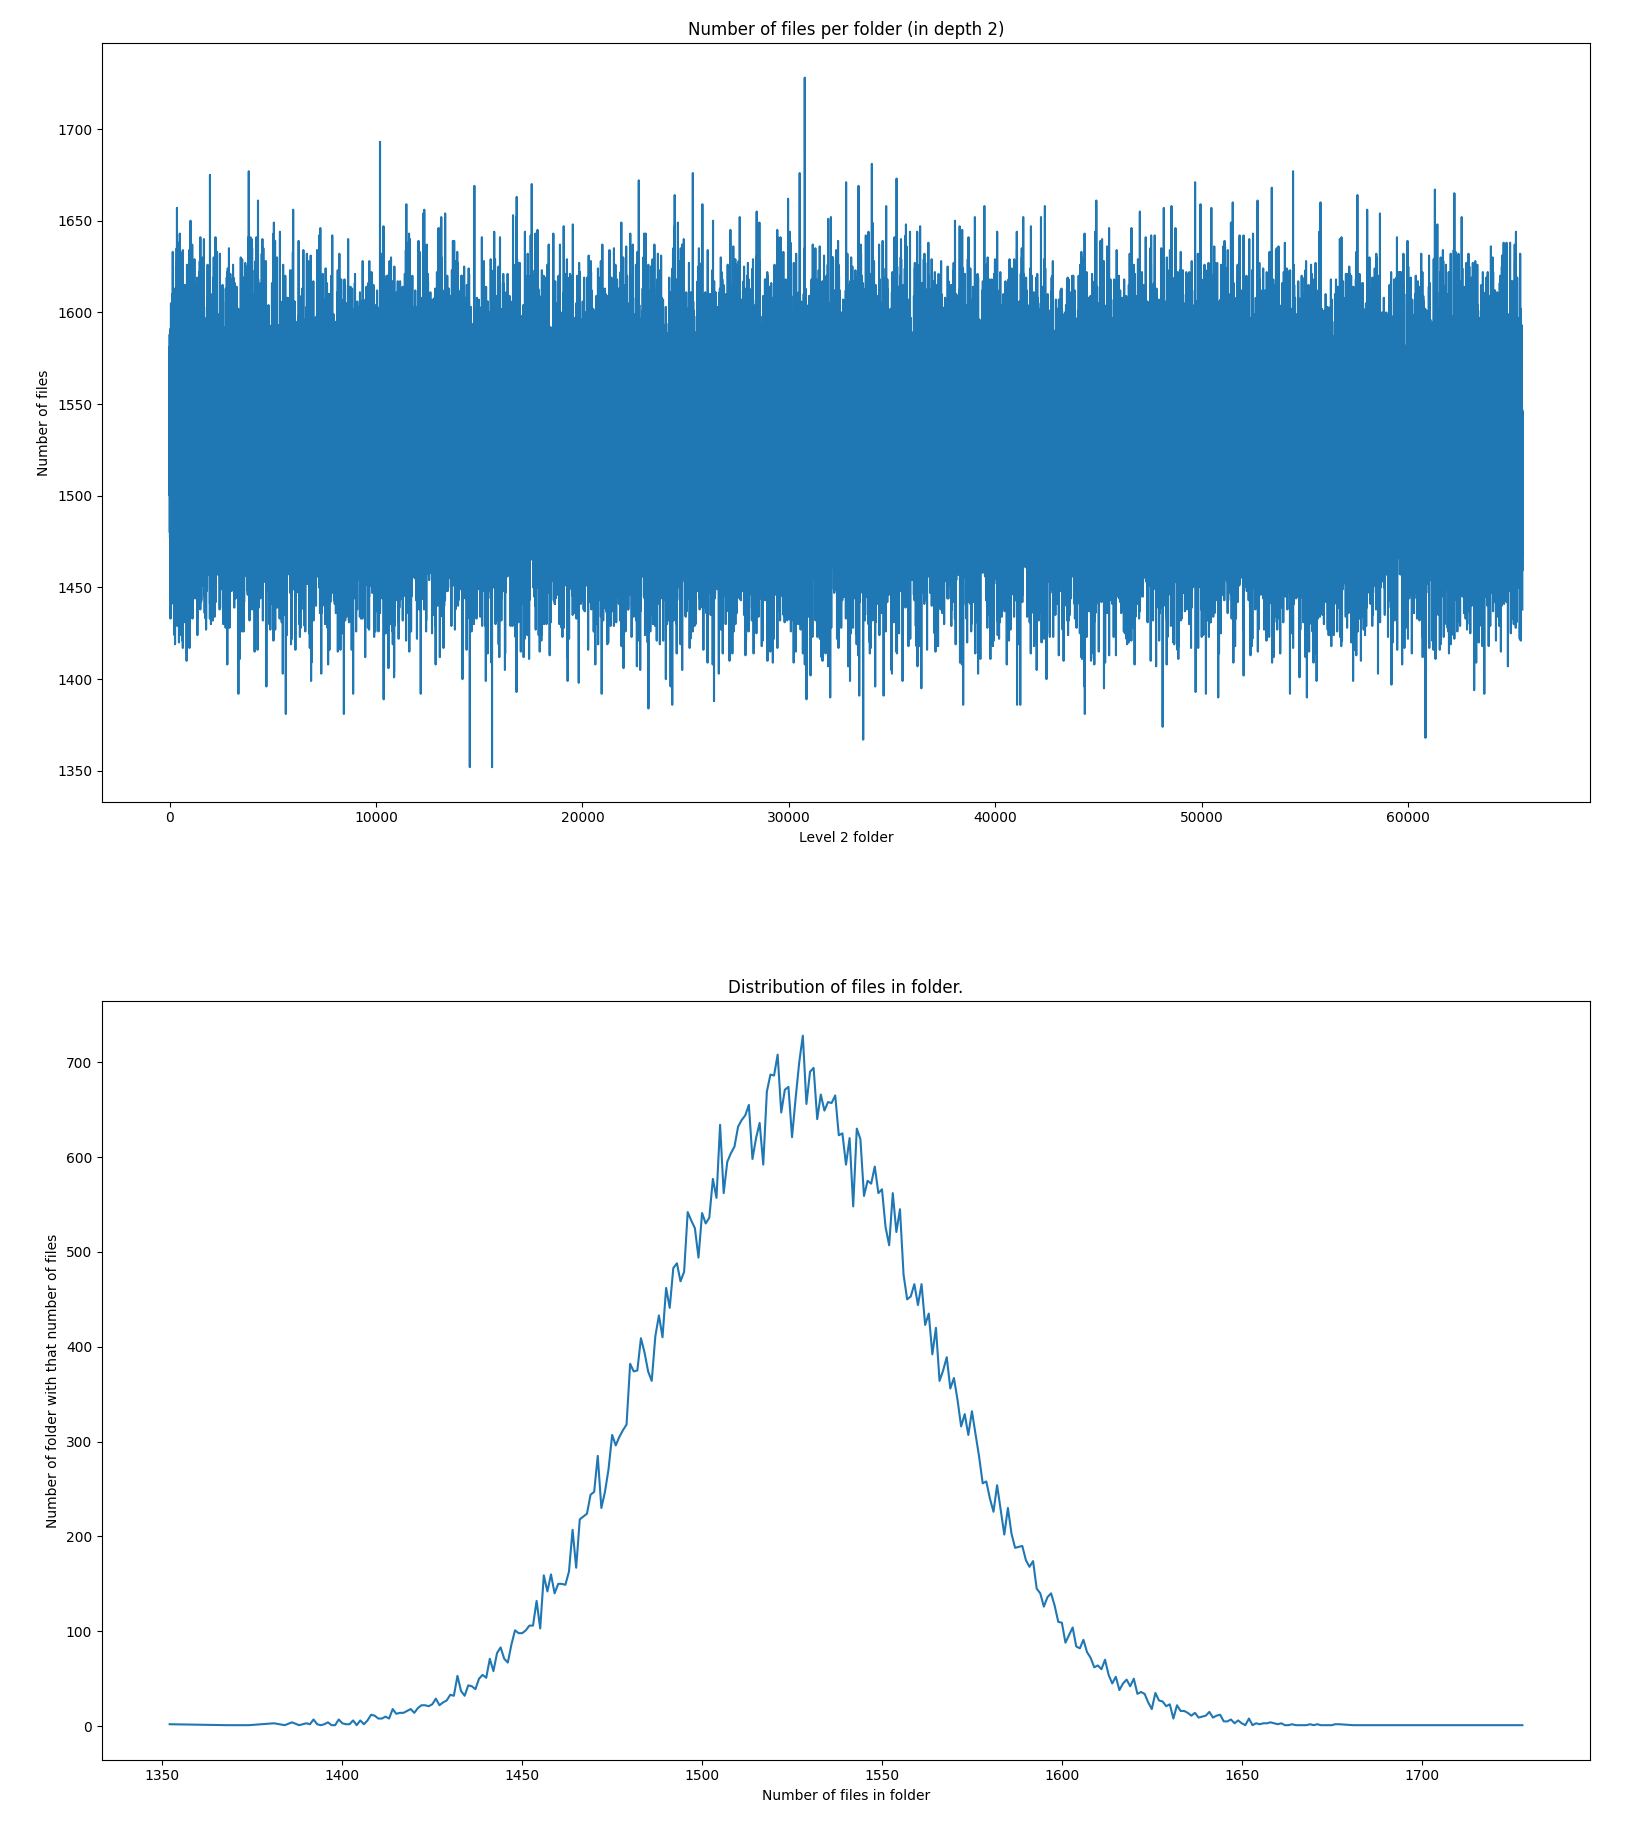 Number of files per folder (in depth 2)
Number of files
1700
1650
1600
1550
1500
1450
1400
1350
0 10000 20000 30000 40000 50000 60000
Level 2 folder
Distribution of files in folder.
Number of folder with that number of files
700
600
500
400
300
200
100
0
1350 1400 1450 1500 1550 1600 1650 1700
Number of files in folder